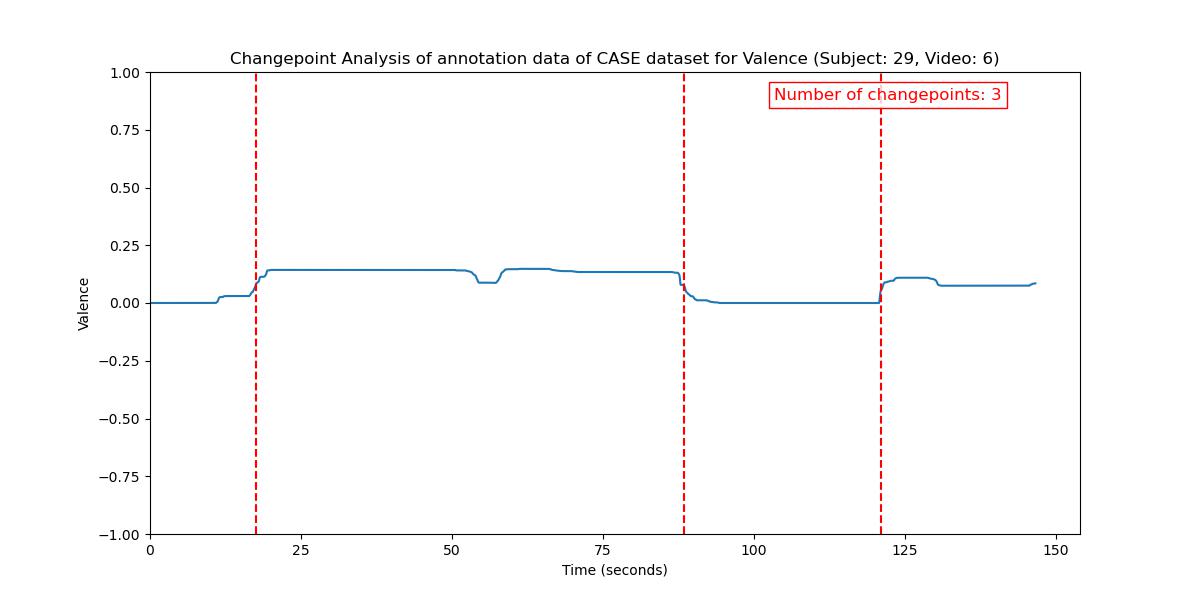 Changepoint Analysis of annotation data of CASE dataset for Valence (Subject: 29, Video: 6)
Number of changepoints: 3
1.00
0.75
0.50
0.25
0.00
−0.25
−0.50
−0.75
−1.00
Valence
0 25 50 75 100 125 150
Time (seconds)